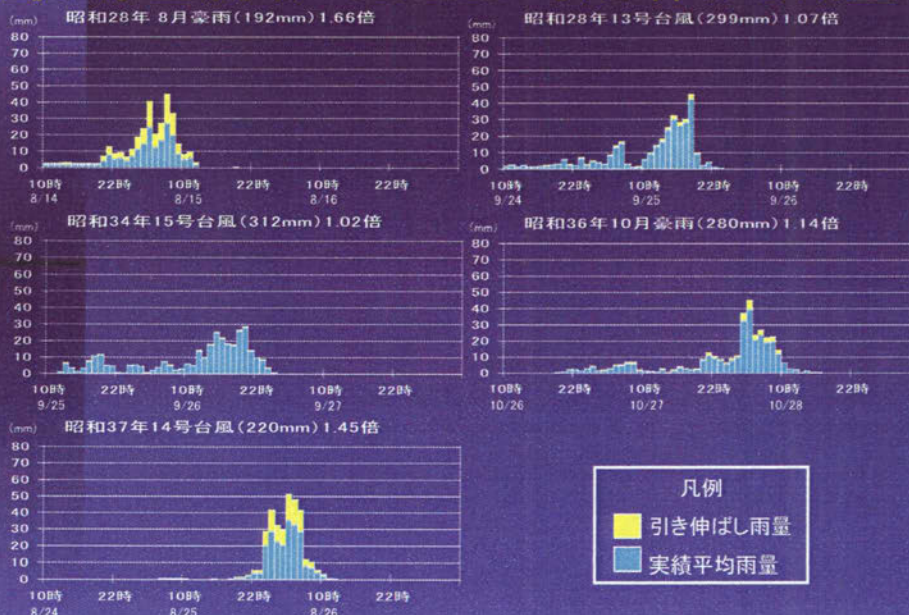 昭和28年 8月豪雨(192mm)1.66倍
(mm)
80
70
60
50
40
30
20
10
0
10時 22時 10時 22時 10時 22時
8/14 8/15 8/16
昭和28年13号台風(299mm)1.07倍
(mm)
80
70
60
50
40
30
20
10
0
10時 22時 10時 22時 10時 22時
9/24 9/25 9/26
昭和34年15号台風(312mm)1.02倍
(mm)
80
70
60
50
40
30
20
10
0
10時 22時 10時 22時 10時 22時
9/25 9/26 9/27
昭和36年10月豪雨(280mm)1.14倍
(mm)
80
70
60
50
40
30
20
10
0
10時 22時 10時 22時 10時 22時
10/26 10/27 10/28
昭和37年14号台風(220mm)1.45倍
(mm)
80
70
60
50
40
30
20
10
0
10時 22時 10時 22時 10時 22時
8/24 8/25 8/26
凡例
引き伸ばし雨量
実績平均雨量